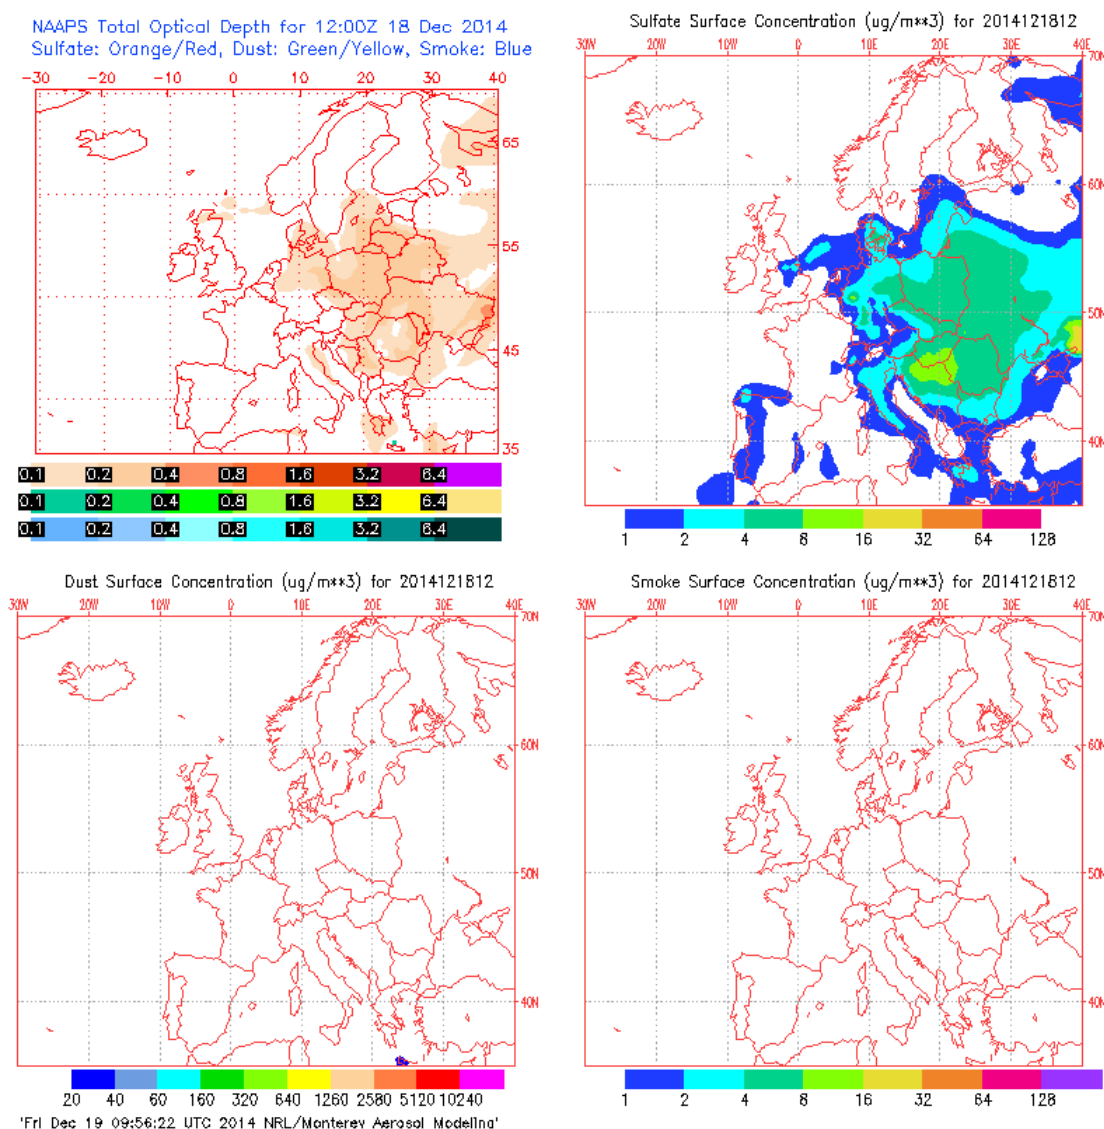 NAAPS Total Optical Depth for 12:00Z 18 Dec 2014
Sulfate: Orange/Red, Dust: Green/Yellow, Smoke: Blue
-30 -20 -10 0 10 20 30 40
65
55
45
35
0.1 0.2 0.4 0.8 1.6 3.2 6.4
0.1 0.2 0.4 0.8 1.6 3.2 6.4
0.1 0.2 0.4 0.8 1.6 3.2 6.4
Sulfate Surface Concentration (ug/m**3) for 2014121812
30W 20W 10W 0 10E 20E 30E 40E
70N
60N
50N
40N
1 2 4 8 16 32 64 128
Dust Surface Concentration (ug/m**3) for 2014121812
30W 20W 10W 0 10E 20E 30E 40E
70N
60N
50N
40N
20 40 60 160 320 640 1260 2580 5120 10240
'Fri Dec 19 09:56:22 UTC 2014 NRL/Monterey Aerosol Modeling'
Smoke Surface Concentration (ug/m**3) for 2014121812
30W 20W 10W 0 10E 20E 30E 40E
70N
60N
50N
40N
1 2 4 8 16 32 64 128